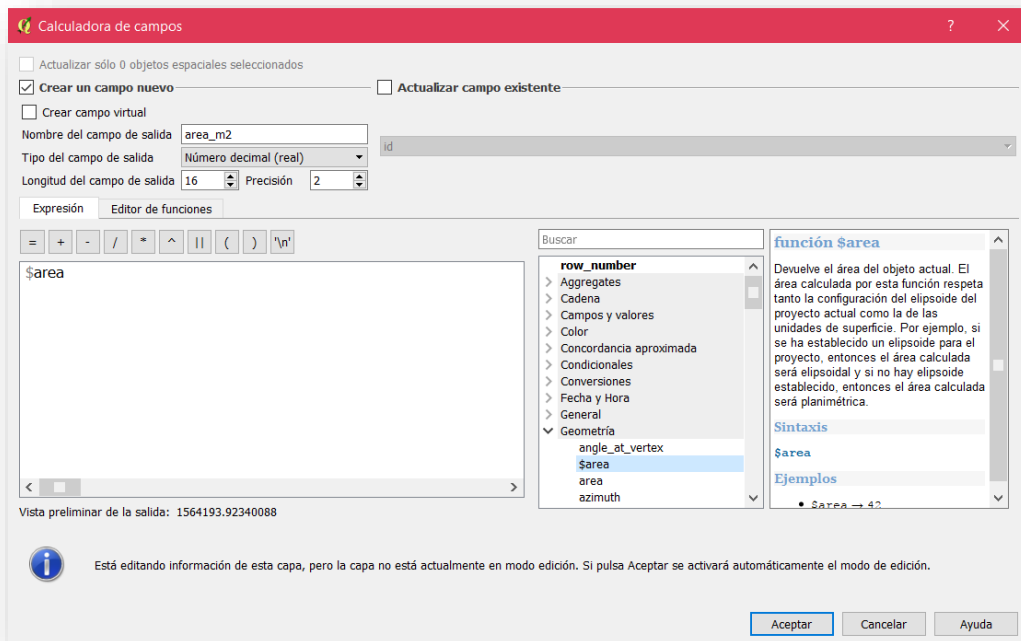 Calculadora de campos
?
Actualizar sólo 0 objetos espaciales seleccionados
Crear un campo nuevo
Actualizar campo existente
Crear campo virtual
Nombre del campo de salida area_m2
id
Tipo del campo de salida Número decimal (real)
Longitud del campo de salida 16 Precisión 2
Expresión Editor de funciones
= + - / * ^ || ( ) '\n'
$area
Vista preliminar de la salida: 1564193.92340088
Buscar
row_number
Aggregates
Cadena
Campos y valores
Color
Concordancia aproximada
Condicionales
Conversiones
Fecha y Hora
General
Geometría
angle_at_vertex
$area
area
azimuth
función $area
Devuelve el área del objeto actual. El
área calculada por esta función respeta
tanto la configuración del elipsoide del
proyecto actual como la de las
unidades de superficie. Por ejemplo, si
se ha establecido un elipsoide para el
proyecto, entonces el área calculada
será elipsoidal y si no hay elipsoide
establecido, entonces el área calculada
será planimétrica.
Sintaxis
$area
Ejemplos
• $area → 42
Está editando información de esta capa, pero la capa no está actualmente en modo edición. Si pulsa Aceptar se activará automáticamente el modo de edición.
Aceptar Cancelar Ayuda